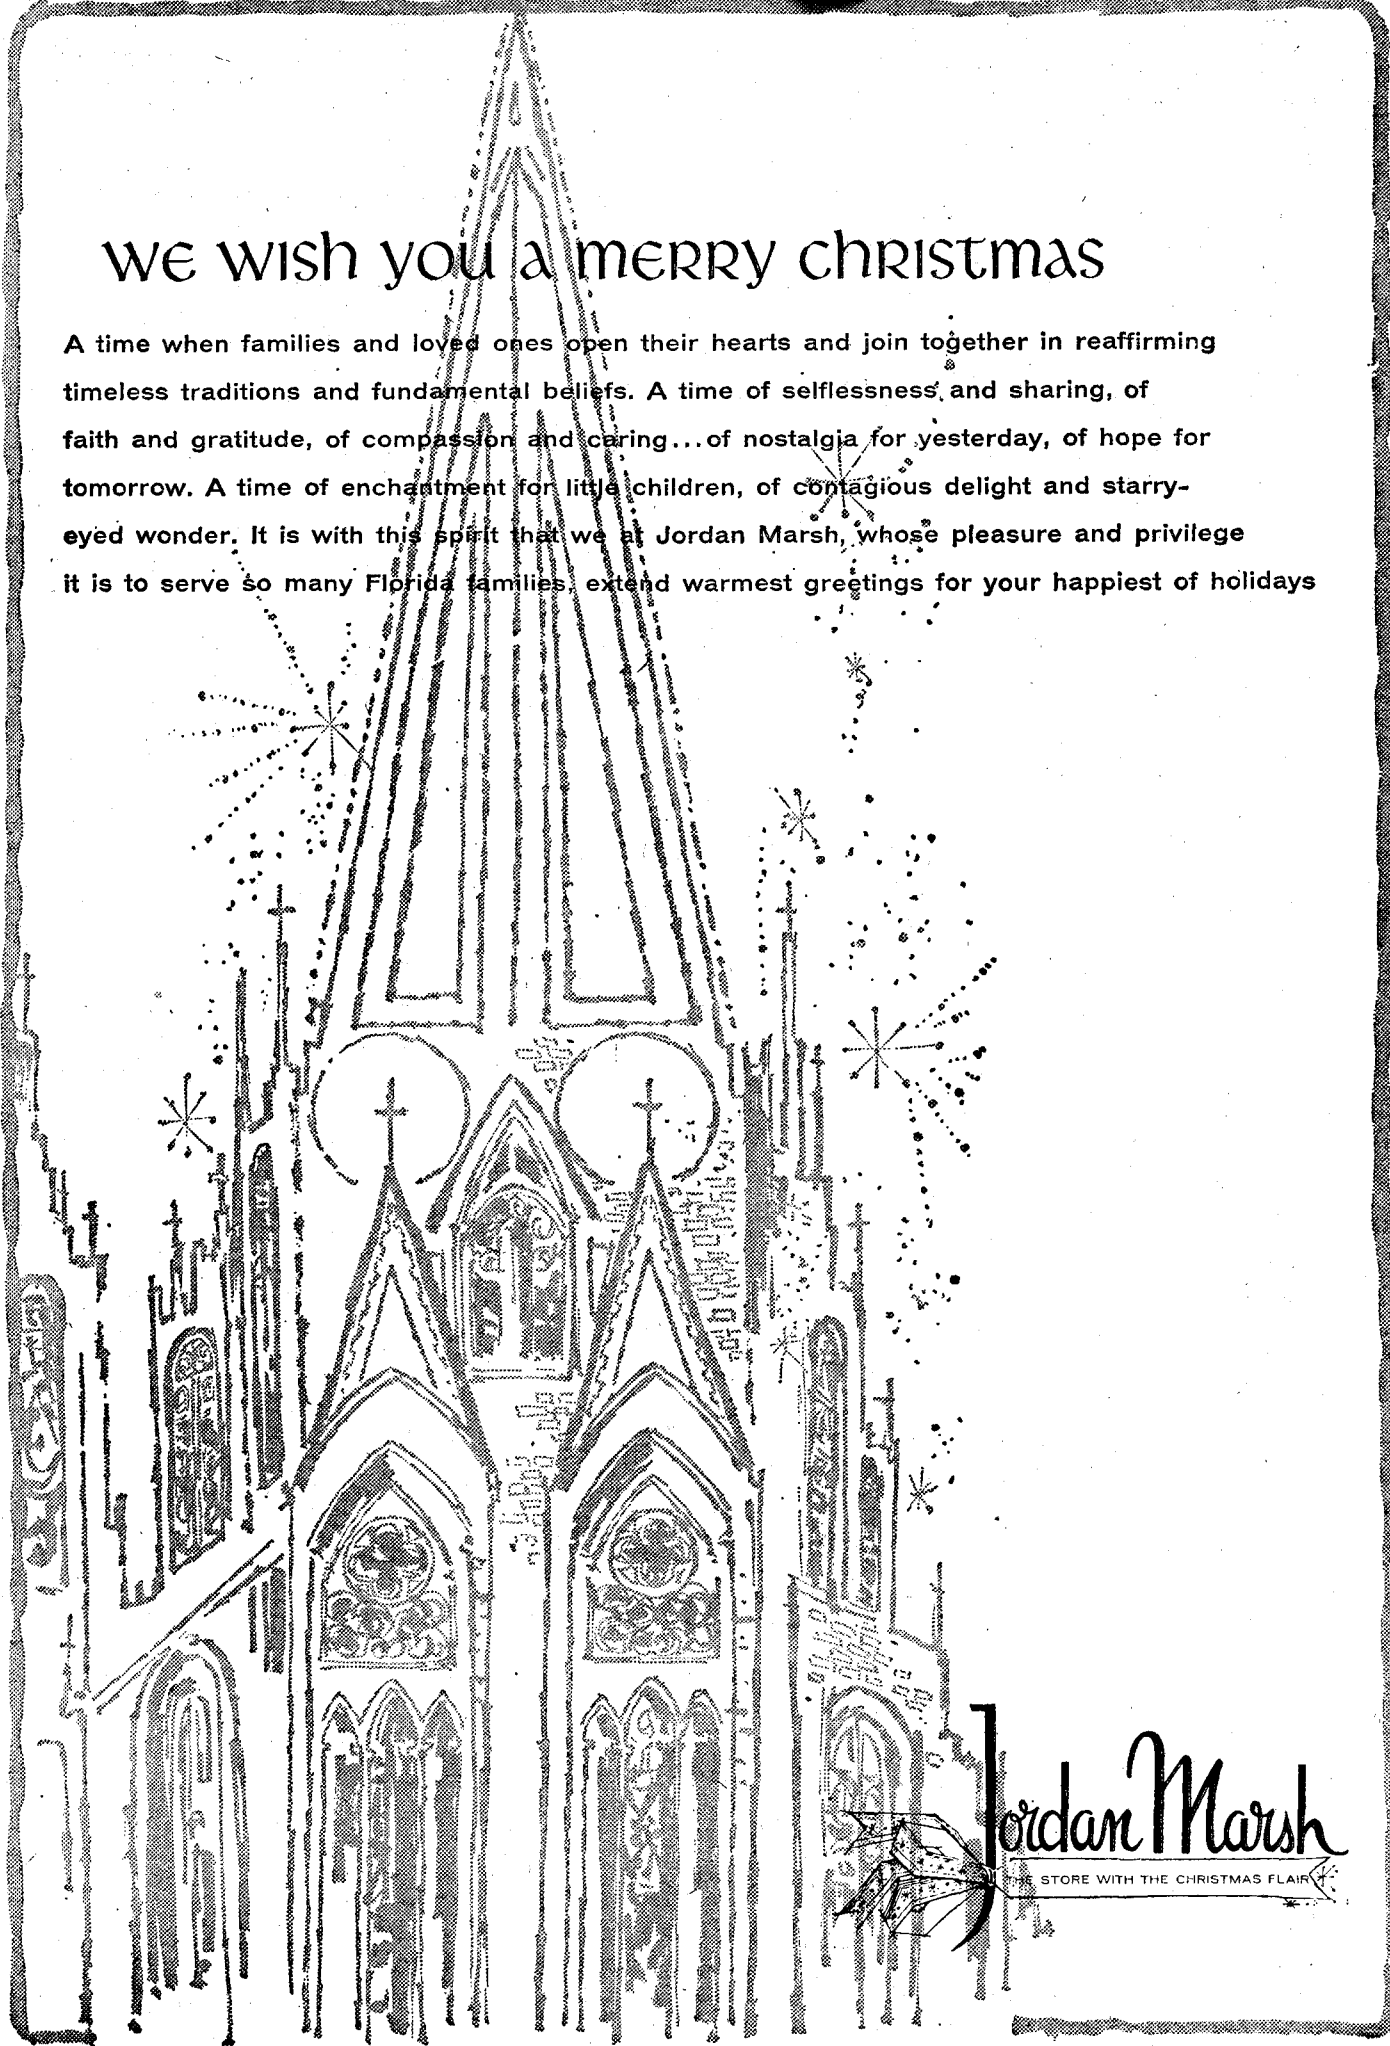 WE WISH YOU A MERRY CHRISTMAS
A time when families and loved ones open their hearts and join together in reaffirming
timeless traditions and fundamental beliefs. A time of selflessness and sharing, of
faith and gratitude, of compassion and caring...of nostalgia for yesterday, of hope for
tomorrow. A time of enchantment for little children, of contagious delight and starry-
eyed wonder. It is with this spirit that we at Jordan Marsh, whose pleasure and privilege
it is to serve so many Florida families, extend warmest greetings for your happiest of holidays
Jordan Marsh
THE STORE WITH THE CHRISTMAS FLAIR